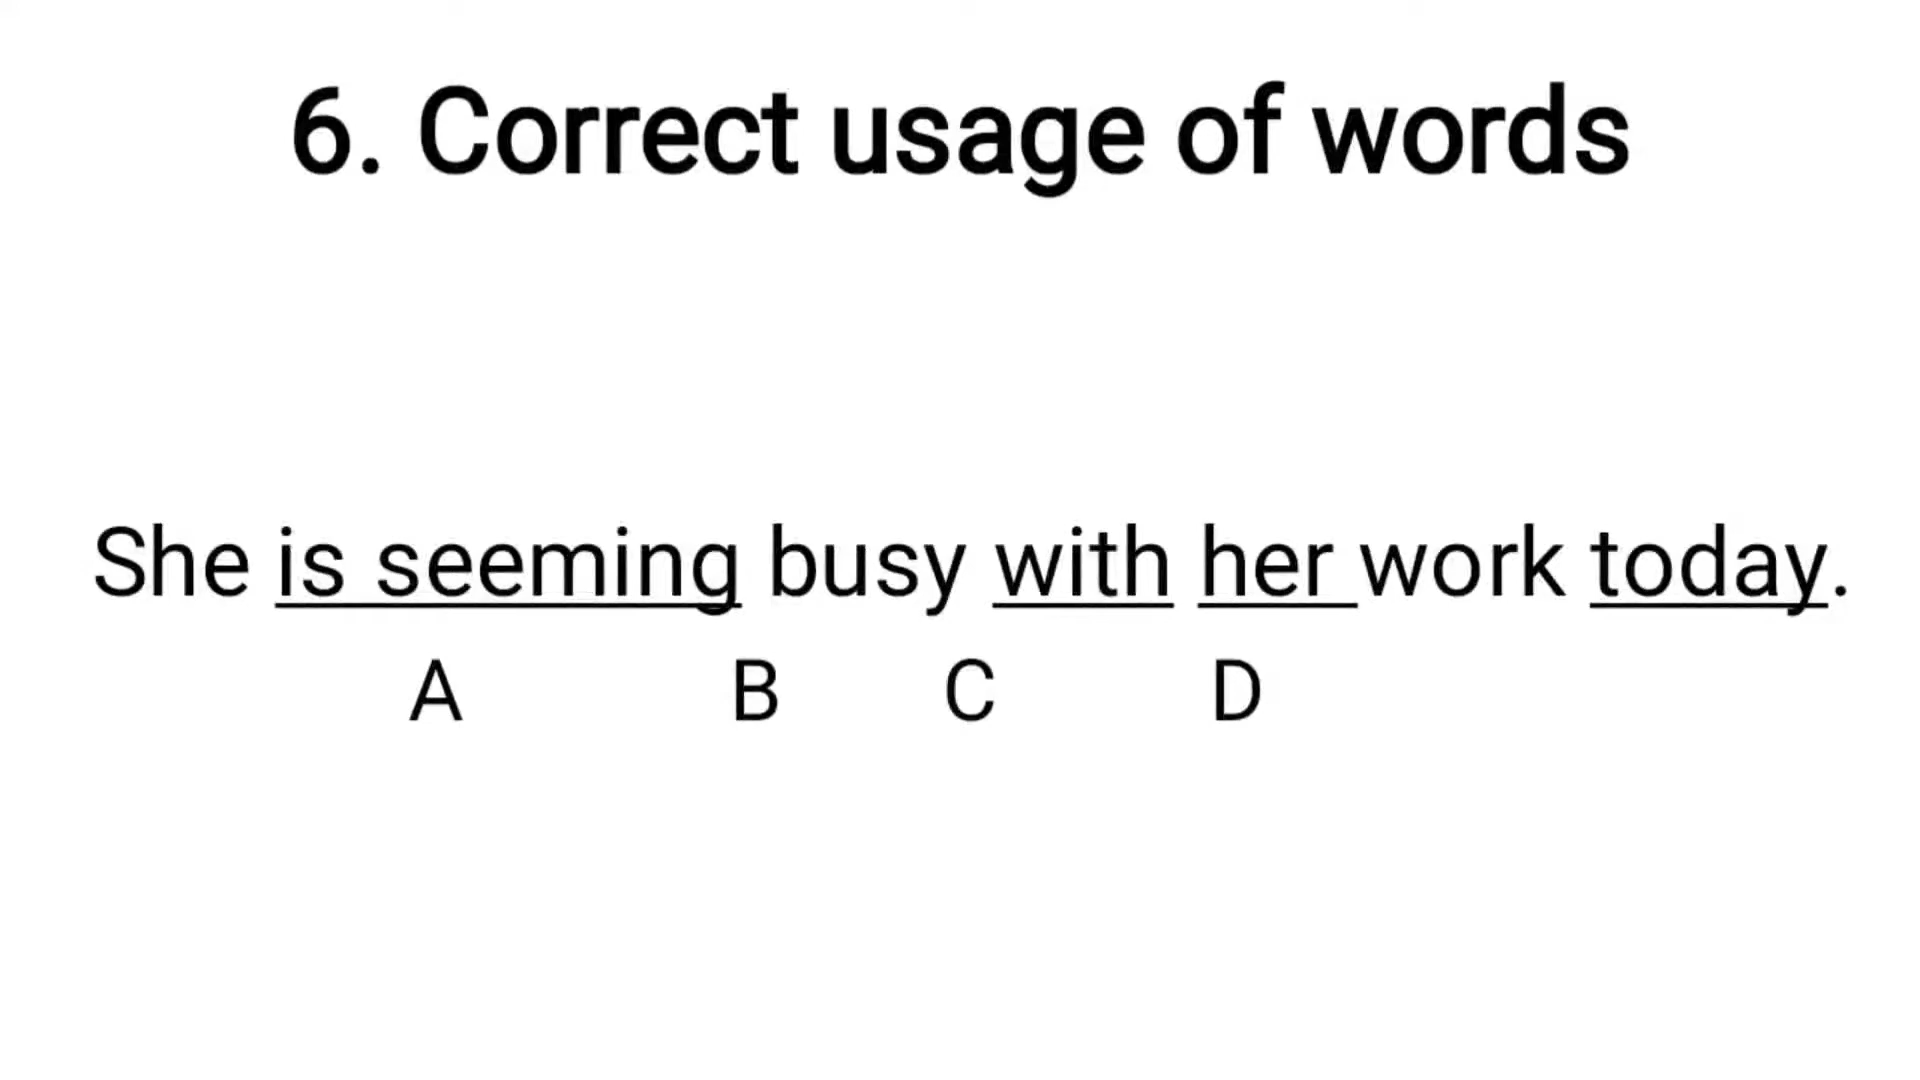 6. Correct usage of words
She is seeming busy with her work today.
A B C D